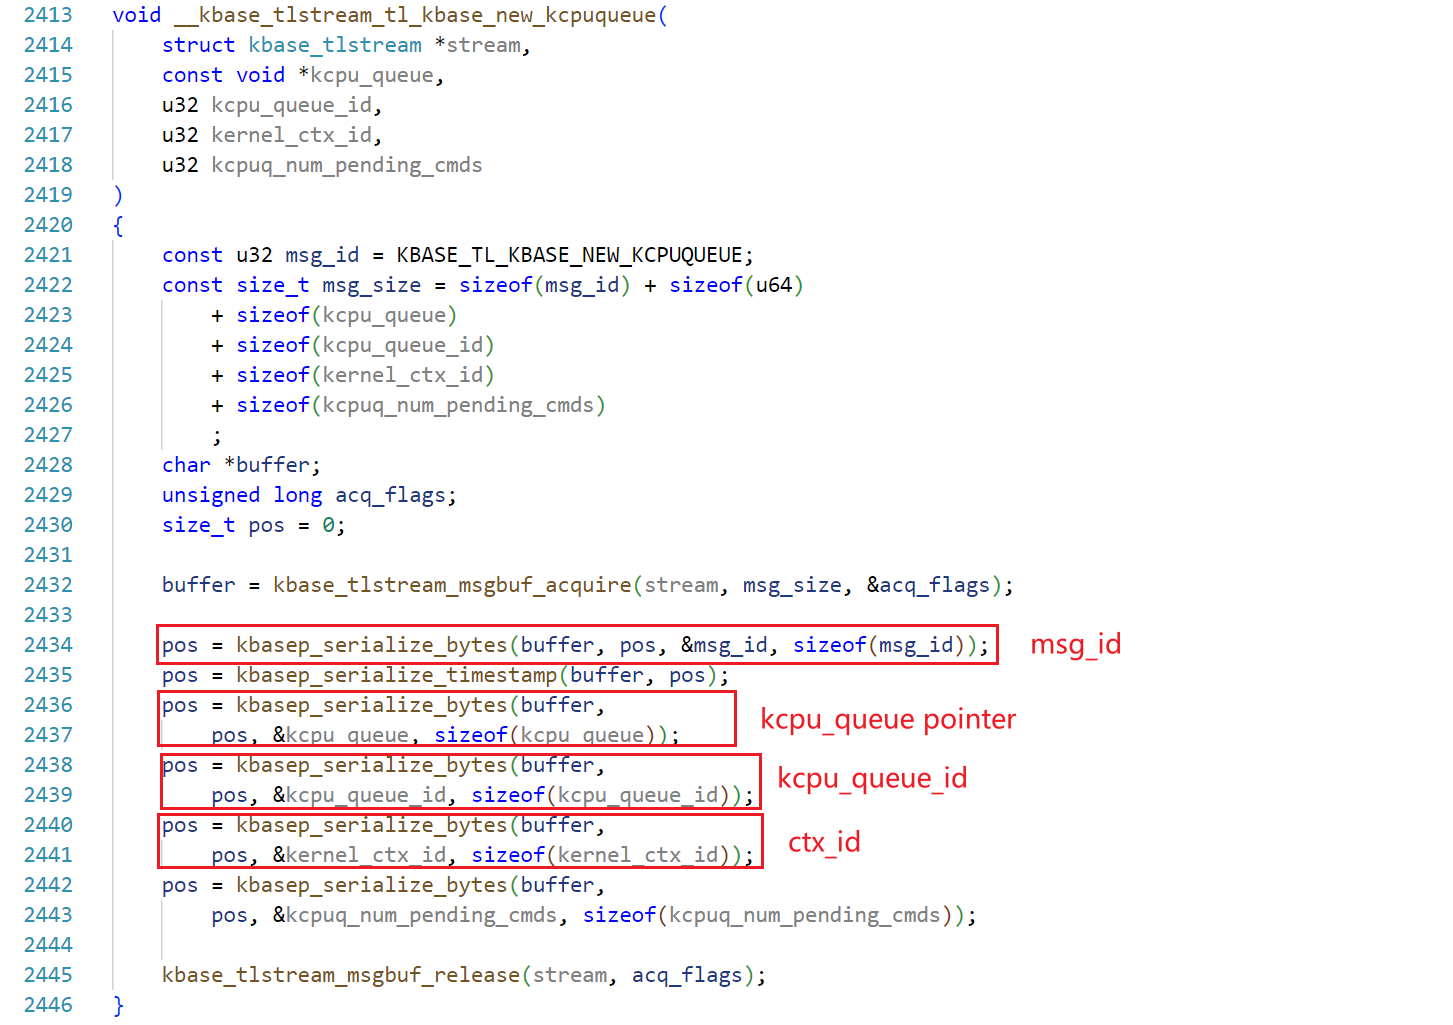 2413 void __kbase_tlstream_tl_kbase_new_kcpuqueue(
2414     struct kbase_tlstream *stream,
2415     const void *kcpu_queue,
2416     u32 kcpu_queue_id,
2417     u32 kernel_ctx_id,
2418     u32 kcpuq_num_pending_cmds
2419 )
2420 {
2421     const u32 msg_id = KBASE_TL_KBASE_NEW_KCPUQUEUE;
2422     const size_t msg_size = sizeof(msg_id) + sizeof(u64)
2423         + sizeof(kcpu_queue)
2424         + sizeof(kcpu_queue_id)
2425         + sizeof(kernel_ctx_id)
2426         + sizeof(kcpuq_num_pending_cmds)
2427         ;
2428     char *buffer;
2429     unsigned long acq_flags;
2430     size_t pos = 0;
2431
2432     buffer = kbase_tlstream_msgbuf_acquire(stream, msg_size, &acq_flags);
2433
2434     pos = kbasep_serialize_bytes(buffer, pos, &msg_id, sizeof(msg_id)); msg_id
2435     pos = kbasep_serialize_timestamp(buffer, pos);
2436     pos = kbasep_serialize_bytes(buffer,
kcpu_queue pointer
2437         pos, &kcpu_queue, sizeof(kcpu_queue));
2438     pos = kbasep_serialize_bytes(buffer,
kcpu_queue_id
2439         pos, &kcpu_queue_id, sizeof(kcpu_queue_id));
2440     pos = kbasep_serialize_bytes(buffer,
ctx_id
2441         pos, &kernel_ctx_id, sizeof(kernel_ctx_id));
2442     pos = kbasep_serialize_bytes(buffer,
2443         pos, &kcpuq_num_pending_cmds, sizeof(kcpuq_num_pending_cmds));
2444
2445     kbase_tlstream_msgbuf_release(stream, acq_flags);
2446 }